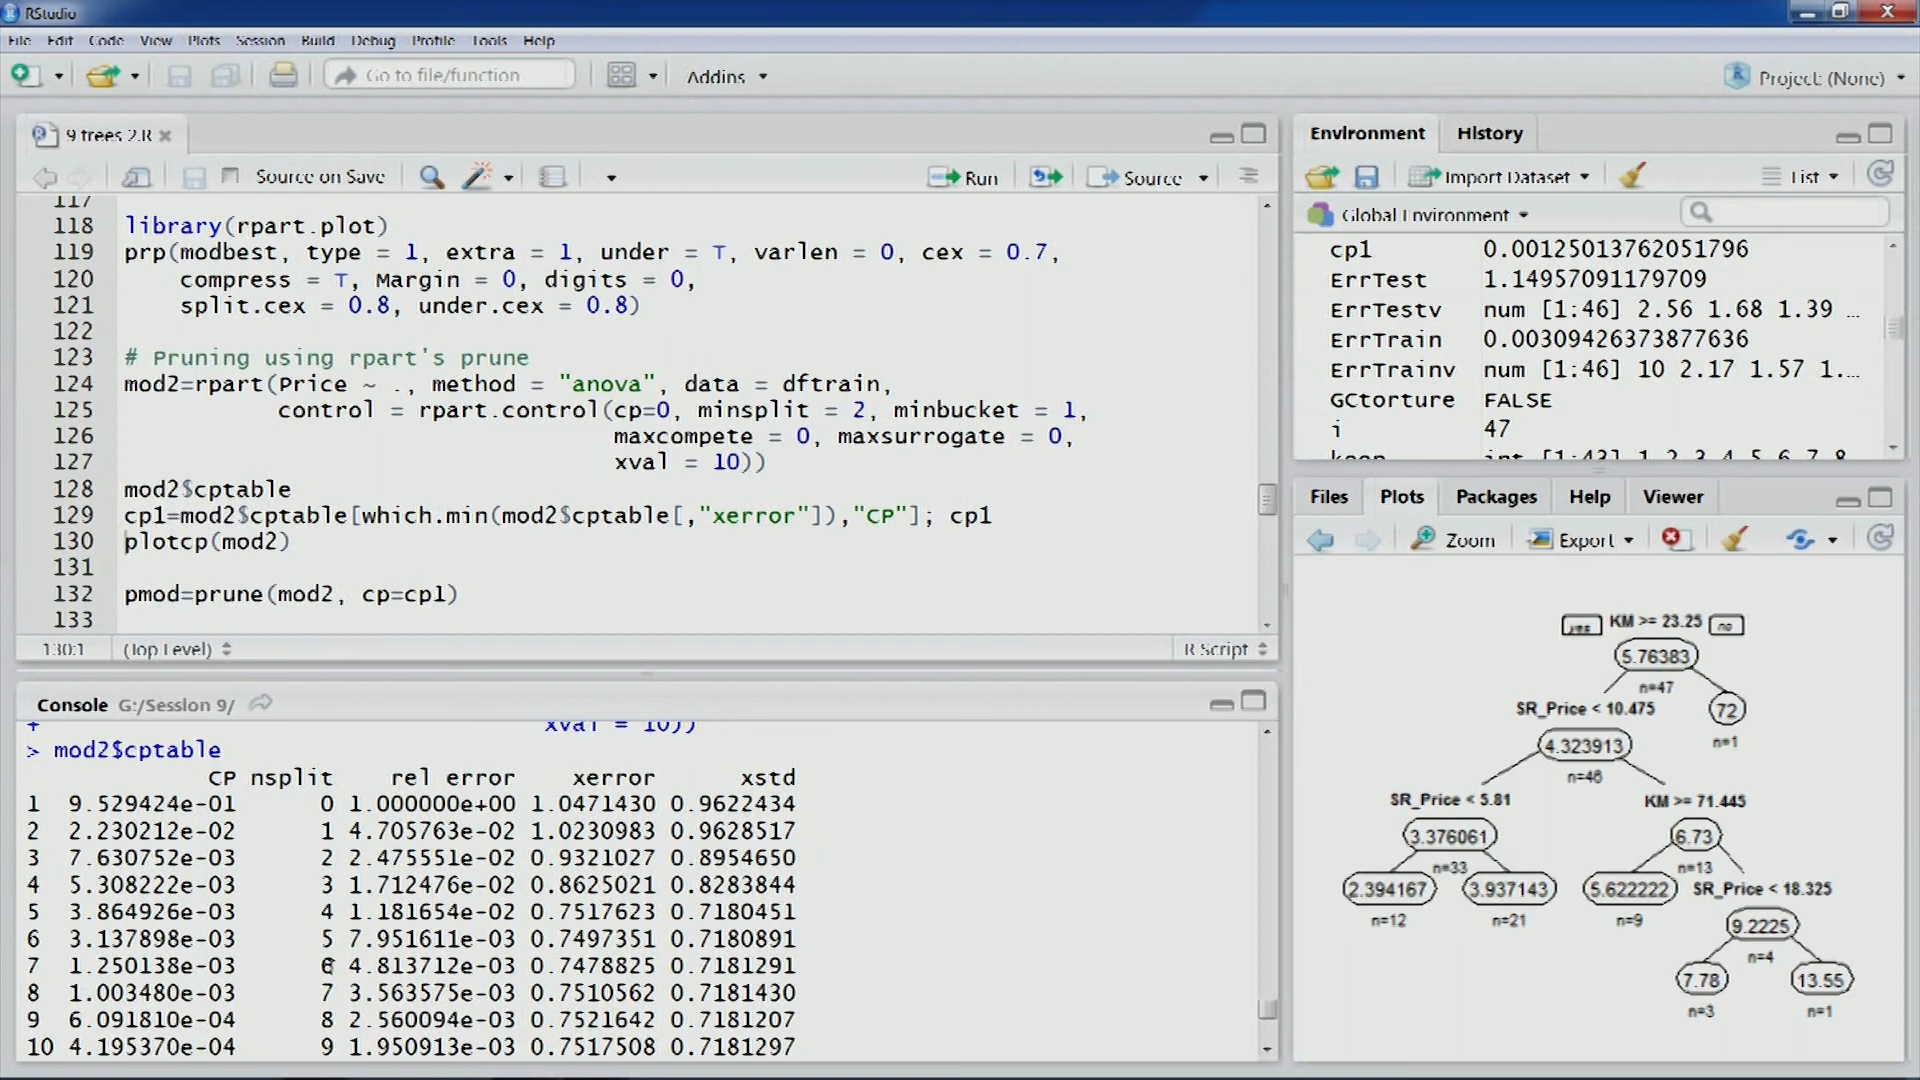 RStudio
File Edit Code View Plots Session Build Debug Profile Tools Help
Go to file/function
Addins
Project: (None)
9 trees 2.R
Source on Save
Run
Source
117
118 library(rpart.plot)
119 prp(modbest, type = 1, extra = 1, under = T, varlen = 0, cex = 0.7,
120 compress = T, Margin = 0, digits = 0,
121 split.cex = 0.8, under.cex = 0.8)
122
123 # Pruning using rpart's prune
124 mod2=rpart(Price ~ ., method = "anova", data = dftrain,
125 control = rpart.control(cp=0, minsplit = 2, minbucket = 1,
126 maxcompete = 0, maxsurrogate = 0,
127 xval = 10))
128 mod2$cptable
129 cp1=mod2$cptable[which.min(mod2$cptable[,"xerror"]),"CP"]; cp1
130 plotcp(mod2)
131
132 pmod=prune(mod2, cp=cp1)
133
130:1 (Top Level) R Script
Console G:/Session 9/
+ xval = 10))
> mod2$cptable
CP nsplit rel error xerror xstd
1 9.529424e-01 0 1.000000e+00 1.0471430 0.9622434
2 2.230212e-02 1 4.705763e-02 1.0230983 0.9628517
3 7.630752e-03 2 2.475551e-02 0.9321027 0.8954650
4 5.308222e-03 3 1.712476e-02 0.8625021 0.8283844
5 3.864926e-03 4 1.181654e-02 0.7517623 0.7180451
6 3.137898e-03 5 7.951611e-03 0.7497351 0.7180891
7 1.250138e-03 6 4.813712e-03 0.7478825 0.7181291
8 1.003480e-03 7 3.563575e-03 0.7510562 0.7181430
9 6.091810e-04 8 2.560094e-03 0.7521642 0.7181207
10 4.195370e-04 9 1.950913e-03 0.7517508 0.7181297
Environment History
Import Dataset
List
Global Environment
cp1 0.00125013762051796
ErrTest 1.14957091179709
ErrTestv num [1:46] 2.56 1.68 1.39 ...
ErrTrain 0.00309426373877636
ErrTrainv num [1:46] 10 2.17 1.57 1....
GCtorture FALSE
i 47
keep int [1:43] 1 2 3 4 5 6 7 8
Files Plots Packages Help Viewer
Zoom Export
yes KM >= 23.25 no
5.76383
n=47
SR_Price < 10.475
72
n=1
4.323913
n=46
SR_Price < 5.81 KM >= 71.445
3.376061 6.73
n=33 n=13
2.394167 3.937143 5.622222 SR_Price < 18.325
n=12 n=21 n=9
9.2225
n=4
7.78 13.55
n=3 n=1